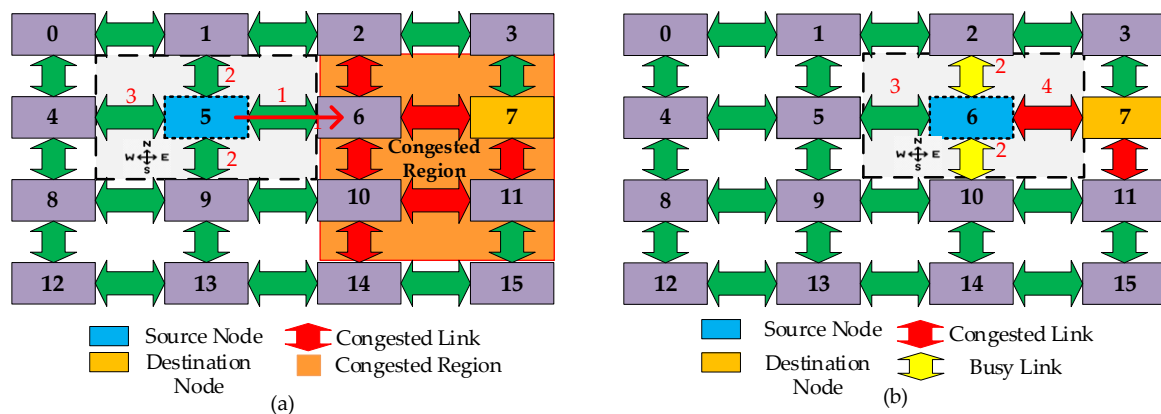 0 1 2 3
2
3 1
4 5 6 7
1
Congested
Region
N
W E
S
2
8 9 10 11
12 13 14 15
Source Node
Congested Link
Destination
Node
Congested Region
(a)
0 1 2 3
2
3 4
4 5 6 7
N
W E
S
2
8 9 10 11
12 13 14 15
Source Node
Congested Link
Destination
Node
Busy Link
(b)